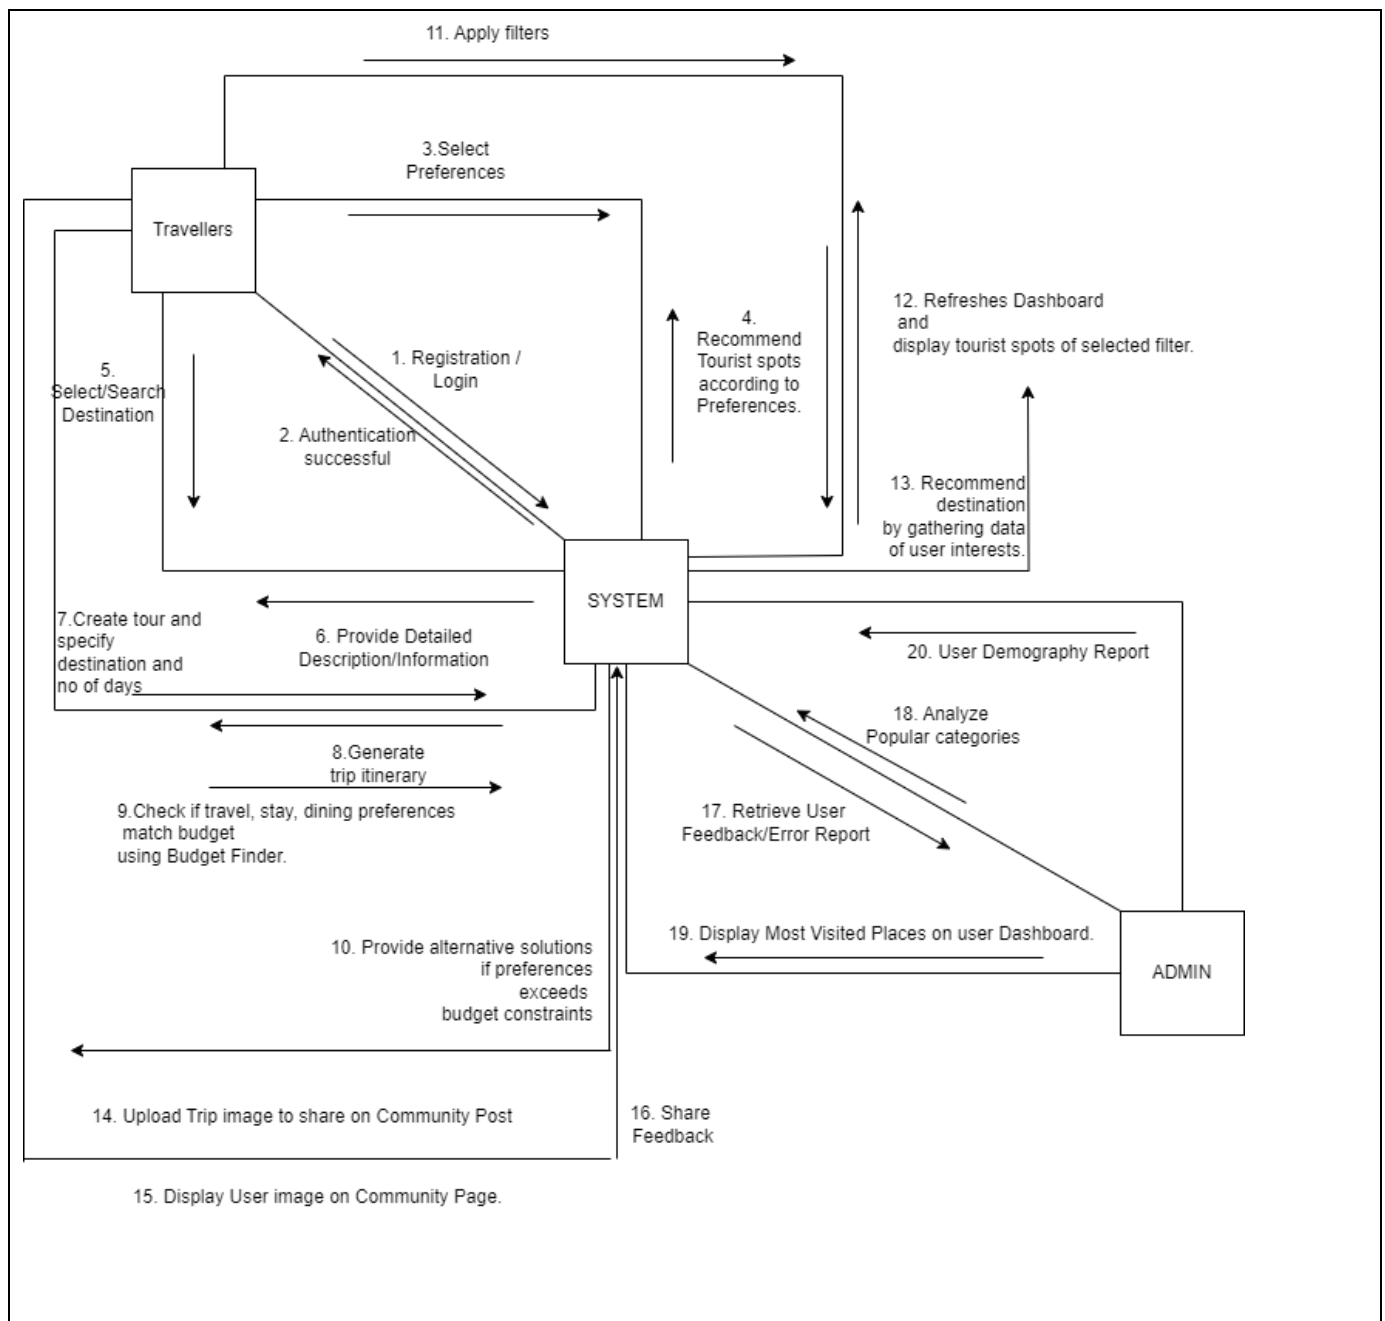 11. Apply filters
3.Select
Preferences
Travellers
12. Refreshes Dashboard
and
display tourist spots of selected filter.
4.
Recommend
Tourist spots
according to
Preferences.
1. Registration /
Login
5.
Select/Search
Destination
2. Authentication
successful
13. Recommend
destination
by gathering data
of user interests.
SYSTEM
7.Create tour and
specify
destination and
no of days
6. Provide Detailed
Description/Information
20. User Demography Report
18. Analyze
Popular categories
8.Generate
trip itinerary
9.Check if travel, stay, dining preferences
match budget
using Budget Finder.
17. Retrieve User
Feedback/Error Report
10. Provide alternative solutions
if preferences
exceeds
budget constraints
19. Display Most Visited Places on user Dashboard.
ADMIN
14. Upload Trip image to share on Community Post
16. Share
Feedback
15. Display User image on Community Page.